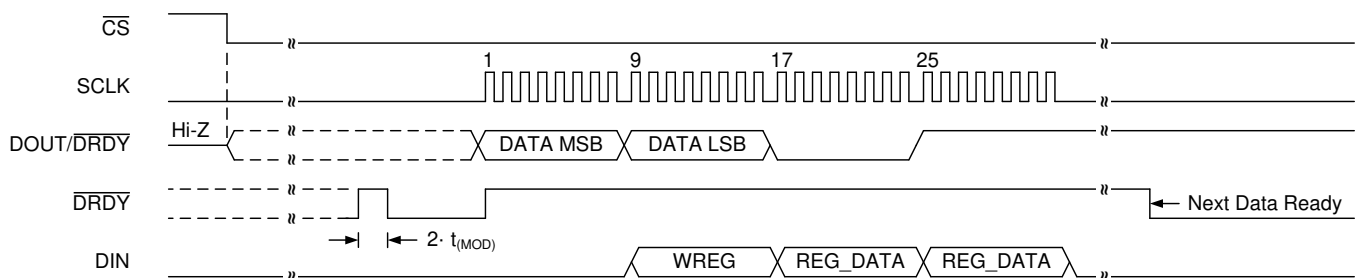 CS
1 9 17 25
SCLK
Hi-Z
DOUT/DRDY DATA MSB DATA LSB
DRDY Next Data Ready
2· t(MOD)
DIN WREG REG_DATA REG_DATA